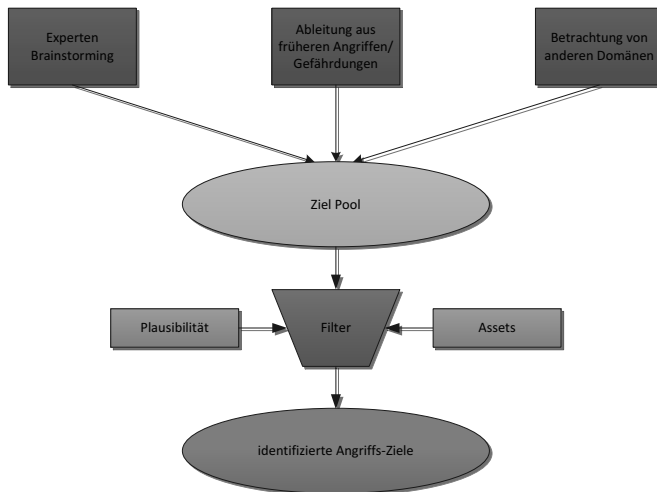 Experten
Brainstorming
Ableitung aus
früheren Angriffen/
Gefährdungen
Betrachtung von
anderen Domänen
Ziel Pool
Plausibilität
Filter
Assets
identifizierte Angriffs-Ziele